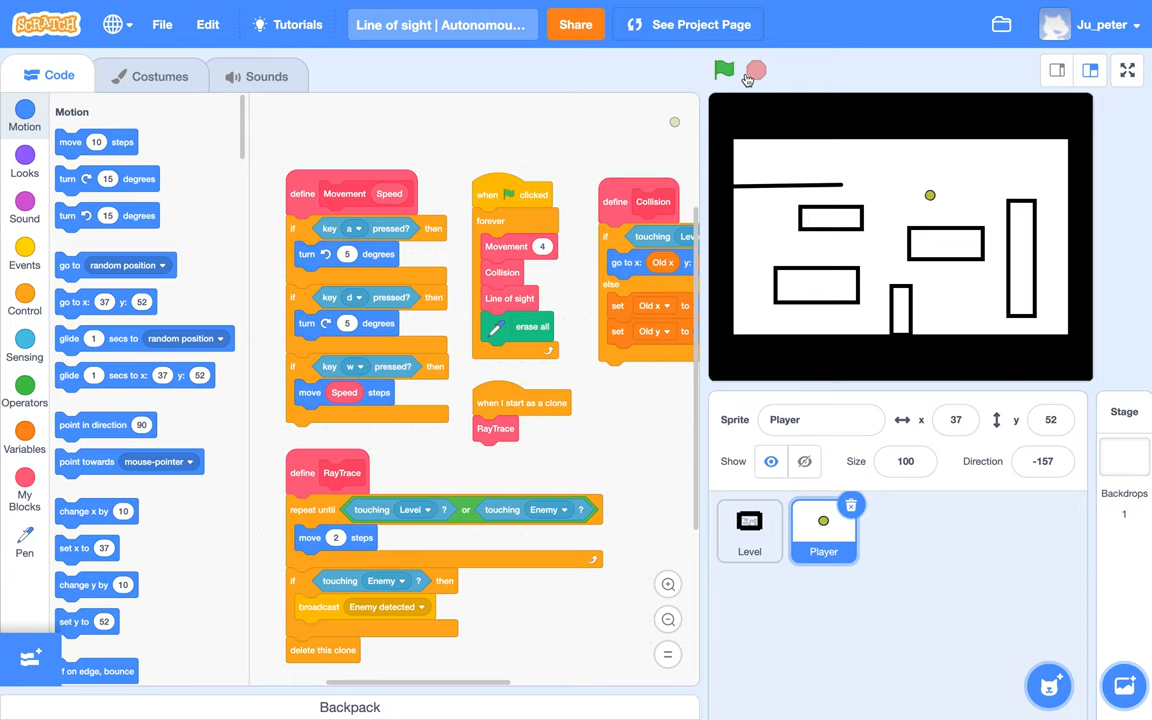 SCRATCH File Edit Tutorials Line of sight | Autonomou... Share See Project Page Ju_peter
Code Costumes Sounds
Motion
Looks
Sound
Events
Control
Sensing
Operators
Variables
My
Blocks
Pen
Motion
move 10 steps
turn 15 degrees
turn 15 degrees
go to random position
go to x: 37 y: 52
glide 1 secs to random position
glide 1 secs to x: 37 y: 52
point in direction 90
point towards mouse-pointer
change x by 10
set x to 37
change y by 10
set y to 52
if on edge, bounce
define Movement Speed
if key a pressed? then
turn 5 degrees
if key d pressed? then
turn 5 degrees
if key w pressed? then
move Speed steps
when clicked
forever
Movement 4
Collision
Line of sight
erase all
when I start as a clone
RayTrace
define Collision
if touching Lev
go to x: Old x y:
else
set Old x to
set Old y to
define RayTrace
repeat until touching Level ? or touching Enemy ?
move 2 steps
if touching Enemy ? then
broadcast Enemy detected
delete this clone
Sprite Player x 37 y 52
Show Size 100 Direction -157
Level
Player
Stage
Backdrops
1
Backpack